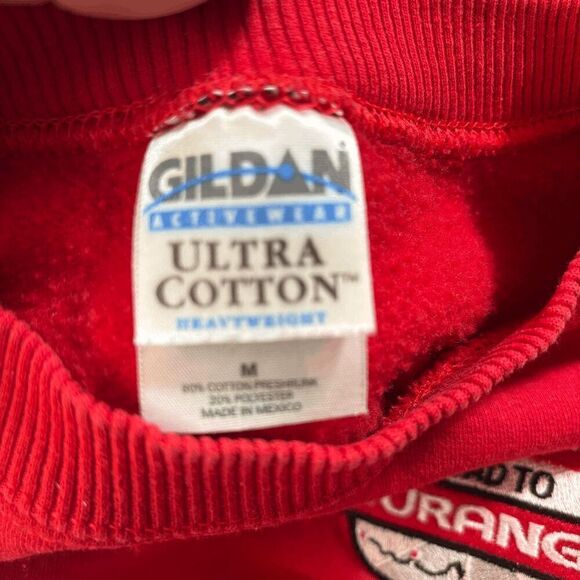 GILDAN
ACTIVEWEAR
ULTRA
COTTON™
HEAVYWEIGHT
M
80% COTTON PRESHRUNK
20% POLYESTER
MADE IN MEXICO
AD TO
URANG